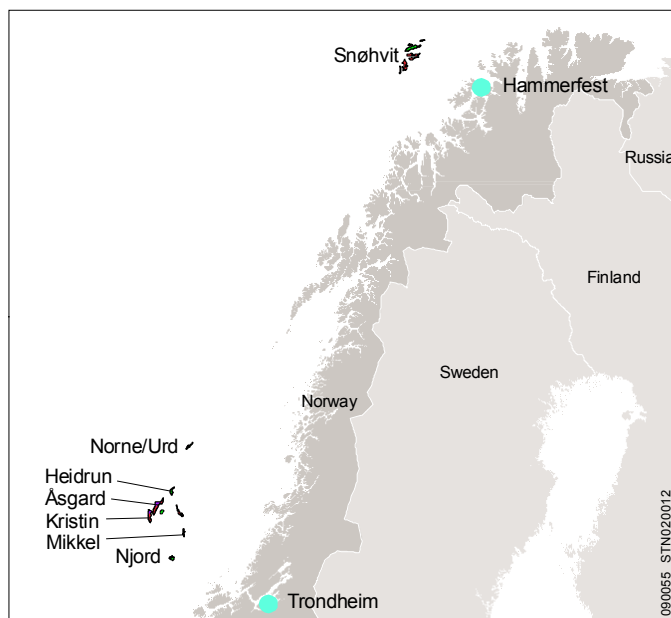 Snøhvit
Hammerfest
Russia
Finland
Sweden
Norway
Norne/Urd
Heidrun
Åsgard
Kristin
Mikkel
Njord
Trondheim
090055 STN020012